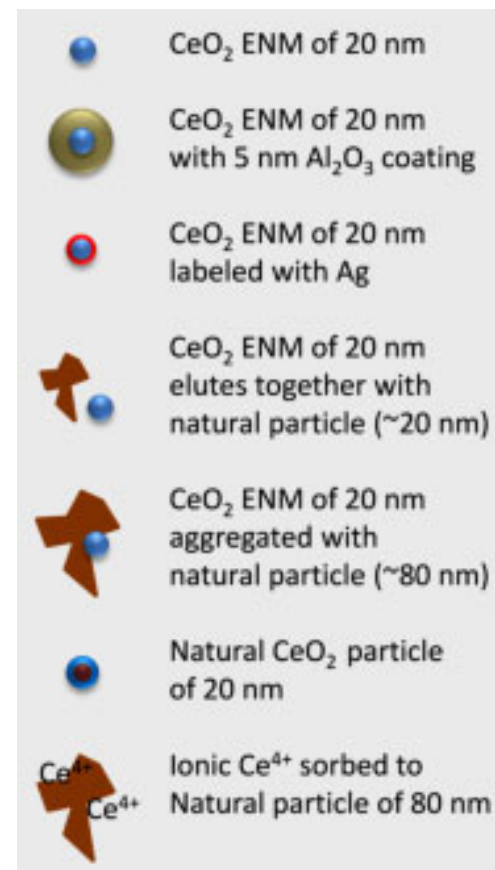 CeO₂ ENM of 20 nm
CeO₂ ENM of 20 nm
with 5 nm Al₂O₃ coating
CeO₂ ENM of 20 nm
labeled with Ag
CeO₂ ENM of 20 nm
elutes together with
natural particle (~20 nm)
CeO₂ ENM of 20 nm
aggregated with
natural particle (~80 nm)
Natural CeO₂ particle
of 20 nm
Ce⁴⁺
Ce⁴⁺
Ionic Ce⁴⁺ sorbed to
Natural particle of 80 nm